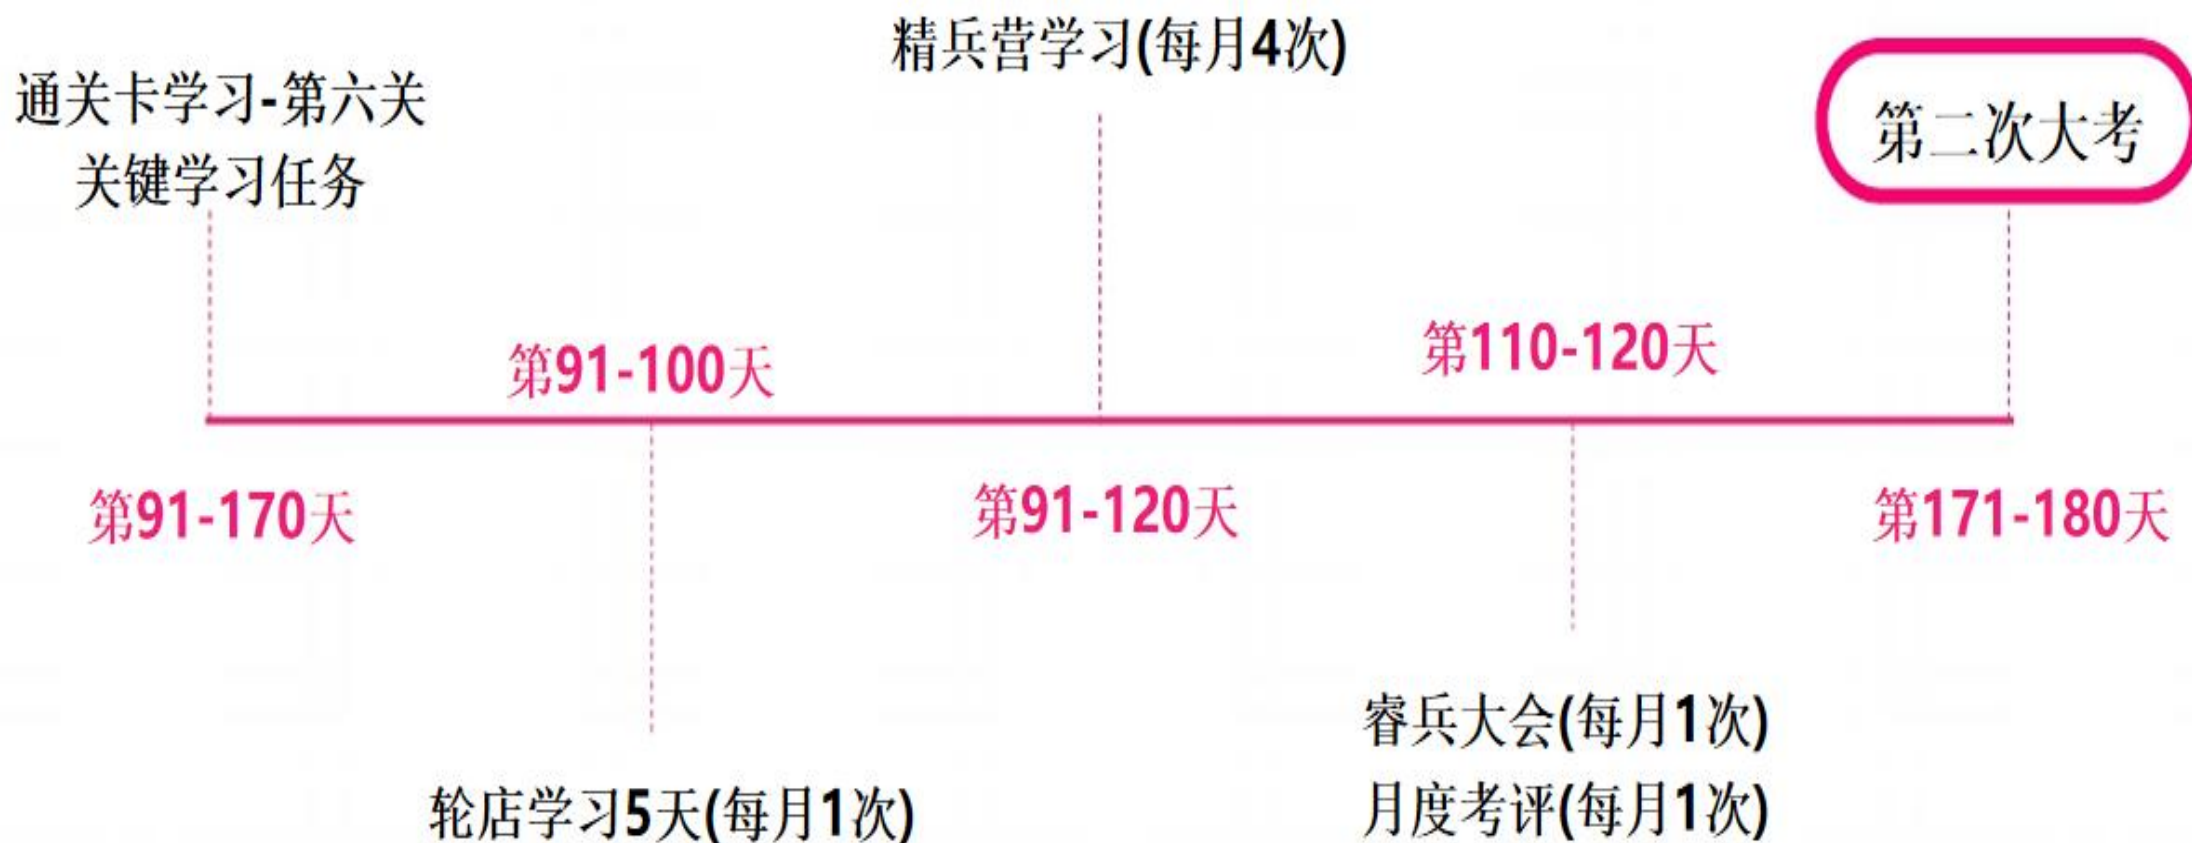 精兵营学习(每月4次)
通关卡学习-第六关
关键学习任务
第二次大考
第91-100天
第110-120天
第91-170天
第91-120天
第171-180天
睿兵大会(每月1次)
月度考评(每月1次)
轮店学习5天(每月1次)